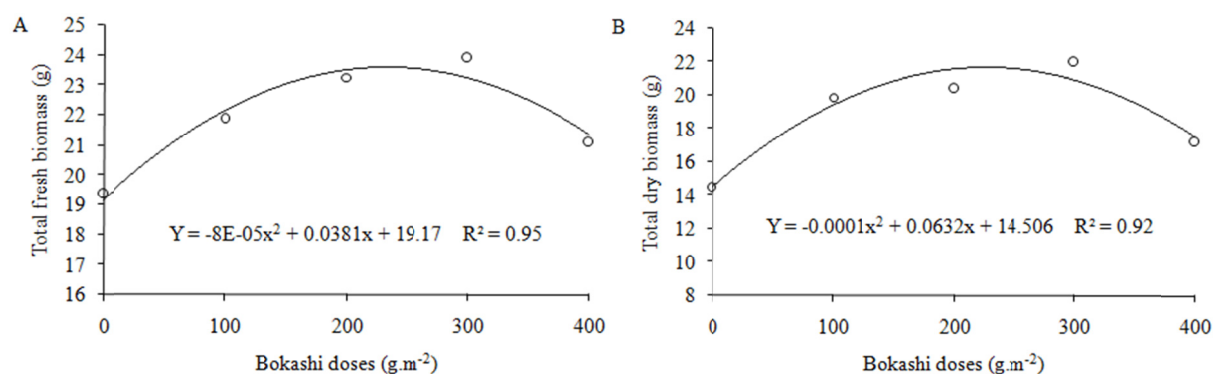 A
Total fresh biomass (g)
25
24
23
22
21
20
19
18
17
16
Y = -8E-05x² + 0.0381x + 19.17 R² = 0.95
0 100 200 300 400
Bokashi doses (g.m⁻²)
B
Total dry biomass (g)
24
22
20
18
16
14
12
10
8
Y = -0.0001x² + 0.0632x + 14.506 R² = 0.92
0 100 200 300 400
Bokashi doses (g.m⁻²)